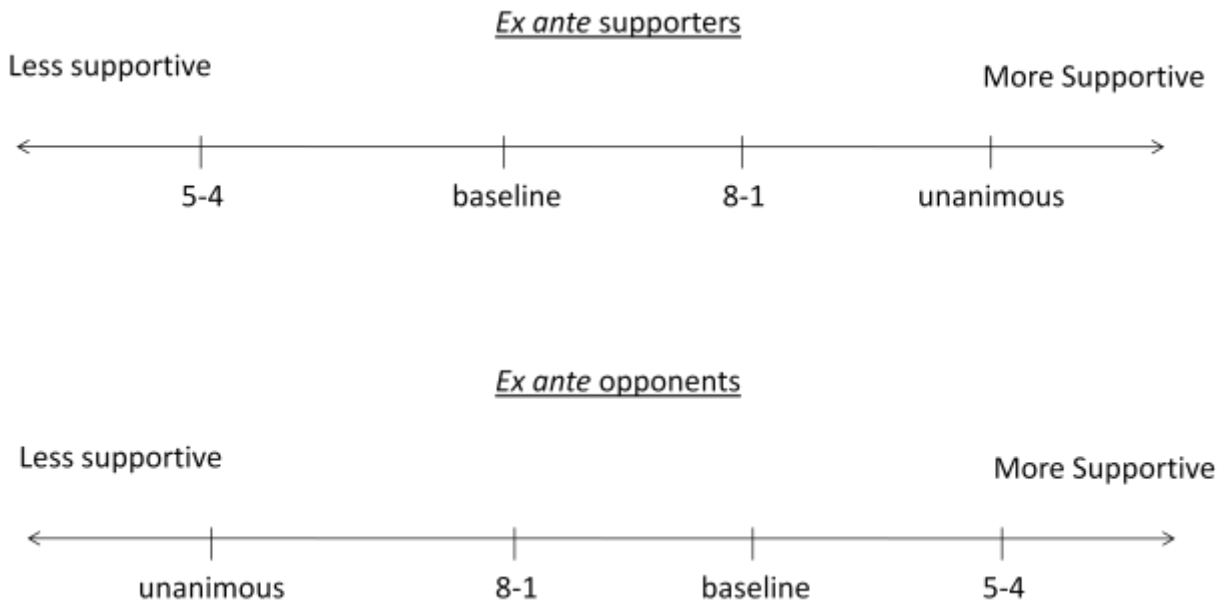 Ex ante supporters
Less supportive
More Supportive
5-4 baseline 8-1 unanimous
Ex ante opponents
Less supportive
More Supportive
unanimous 8-1 baseline 5-4